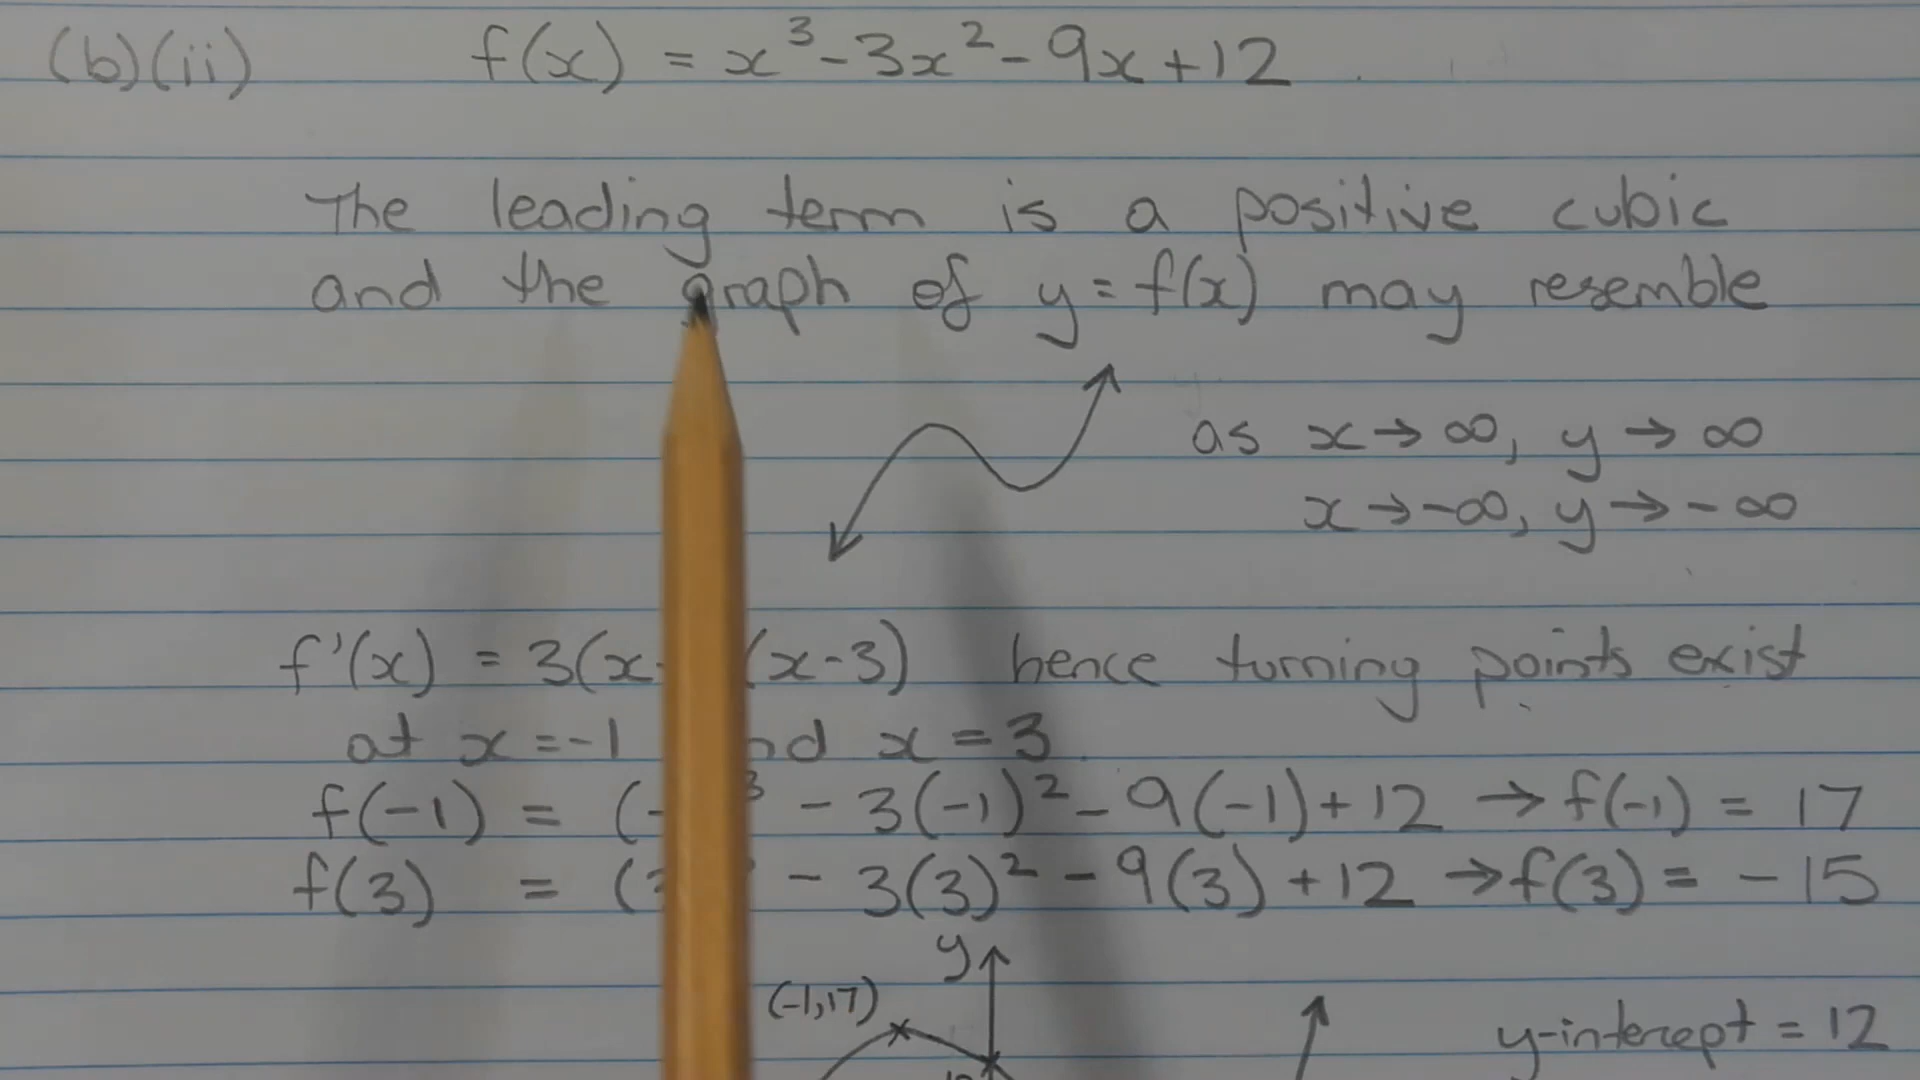 (b)(ii) f(x) = x³ - 3x² - 9x + 12
The leading term is a positive cubic
and the graph of y = f(x) may resemble
as x → ∞, y → ∞
x → -∞, y → -∞
f'(x) = 3(x (x-3) hence turning points exist
at x = -1 x = 3
f(-1) = (- ³ - 3(-1)² - 9(-1) + 12 → f(-1) = 17
f(3) = ( - 3(3)² - 9(3) + 12 → f(3) = -15
y
(-1,17)
y-intercept = 12